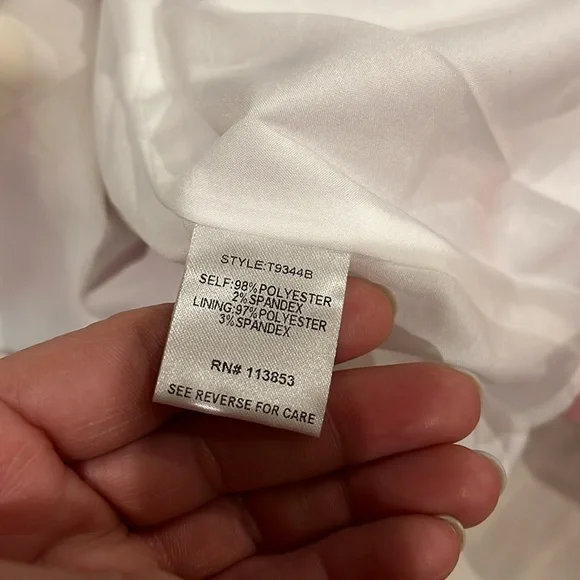 STYLE:T9344B
SELF:98%POLYESTER
2%SPANDEX
LINING:97%POLYESTER
3%SPANDEX
RN# 113853
SEE REVERSE FOR CARE